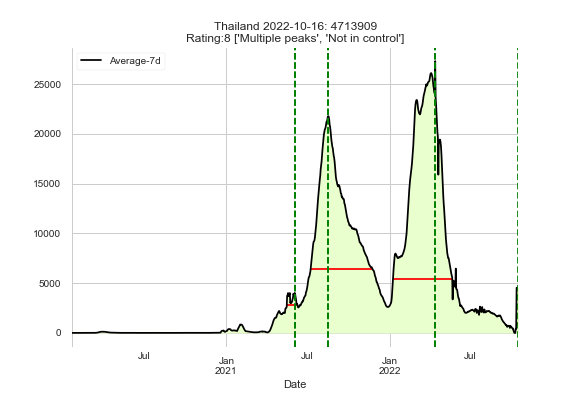 Thailand 2022-10-16: 4713909
Rating:8 ['Multiple peaks', 'Not in control']
Average-7d
25000
20000
15000
10000
5000
0
Jul
Jan
2021
Jul
Jan
2022
Jul
Date